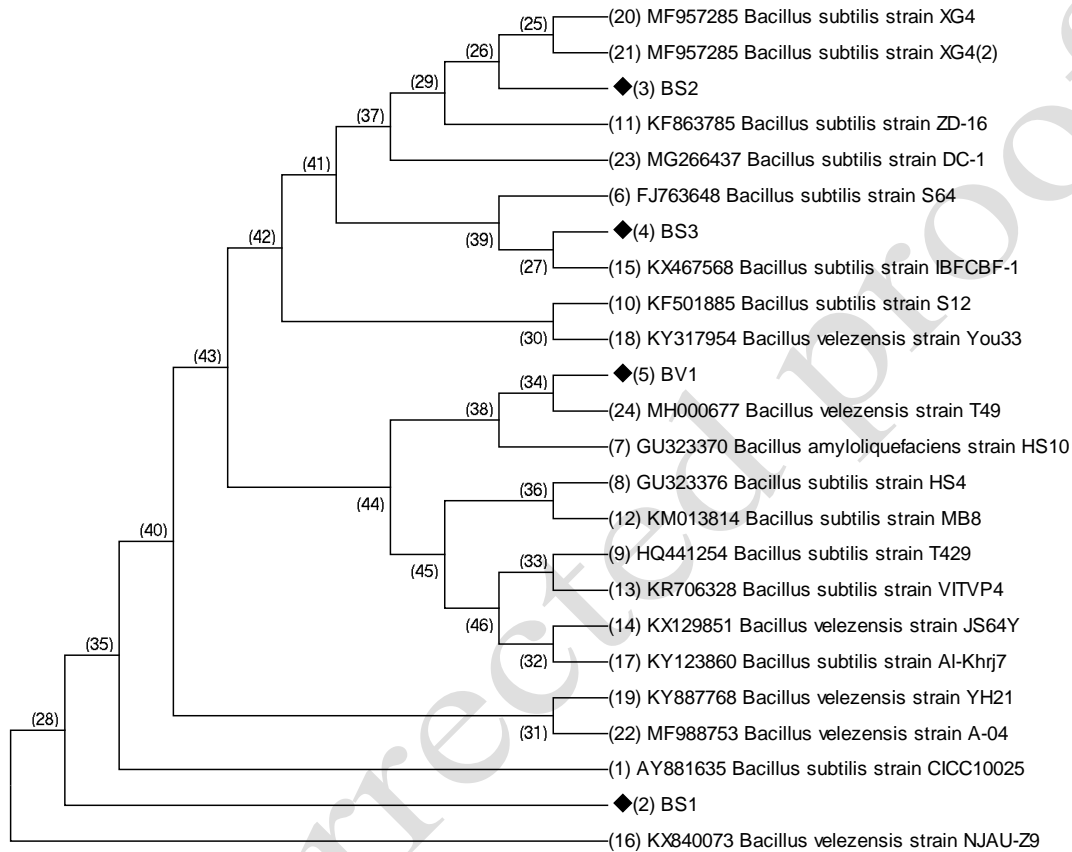 (25)
(20) MF957285 Bacillus subtilis strain XG4
(26)
(21) MF957285 Bacillus subtilis strain XG4(2)
(29)
◆(3) BS2
(37)
(11) KF863785 Bacillus subtilis strain ZD-16
(41)
(23) MG266437 Bacillus subtilis strain DC-1
(6) FJ763648 Bacillus subtilis strain S64
(42)
(39)
◆(4) BS3
(27)
(15) KX467568 Bacillus subtilis strain IBFCBF-1
(10) KF501885 Bacillus subtilis strain S12
(30)
(18) KY317954 Bacillus velezensis strain You33
(43)
(34)
◆(5) BV1
(38)
(24) MH000677 Bacillus velezensis strain T49
(7) GU323370 Bacillus amyloliquefaciens strain HS10
(44)
(36)
(8) GU323376 Bacillus subtilis strain HS4
(12) KM013814 Bacillus subtilis strain MB8
(40)
(45)
(33)
(9) HQ441254 Bacillus subtilis strain T429
(13) KR706328 Bacillus subtilis strain VITVP4
(46)
(14) KX129851 Bacillus velezensis strain JS64Y
(35)
(32)
(17) KY123860 Bacillus subtilis strain Al-Khrj7
(19) KY887768 Bacillus velezensis strain YH21
(28)
(31)
(22) MF988753 Bacillus velezensis strain A-04
(1) AY881635 Bacillus subtilis strain CICC10025
◆(2) BS1
(16) KX840073 Bacillus velezensis strain NJAU-Z9
rrected proo